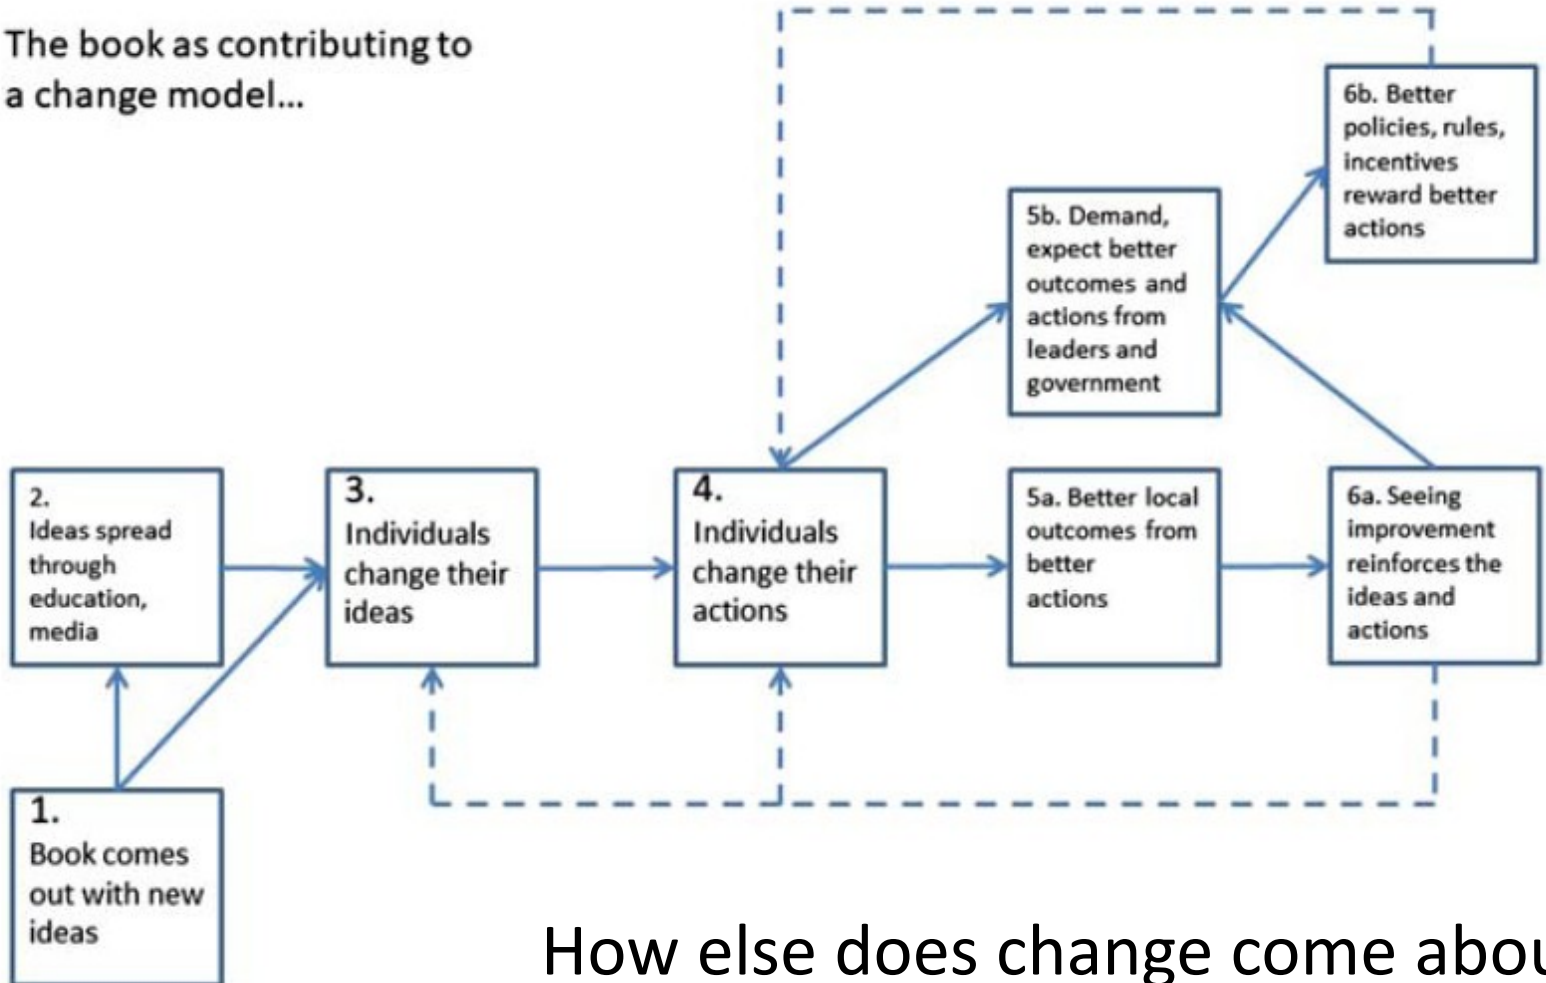 The book as contributing to
a change model...
6b. Better
policies, rules,
incentives
reward better
actions
5b. Demand,
expect better
outcomes and
actions from
leaders and
government
2.
Ideas spread
through
education,
media
3.
Individuals
change their
ideas
4.
Individuals
change their
actions
5a. Better local
outcomes from
better
actions
6a. Seeing
improvement
reinforces the
ideas and
actions
1.
Book comes
out with new
ideas
How else does change come abou